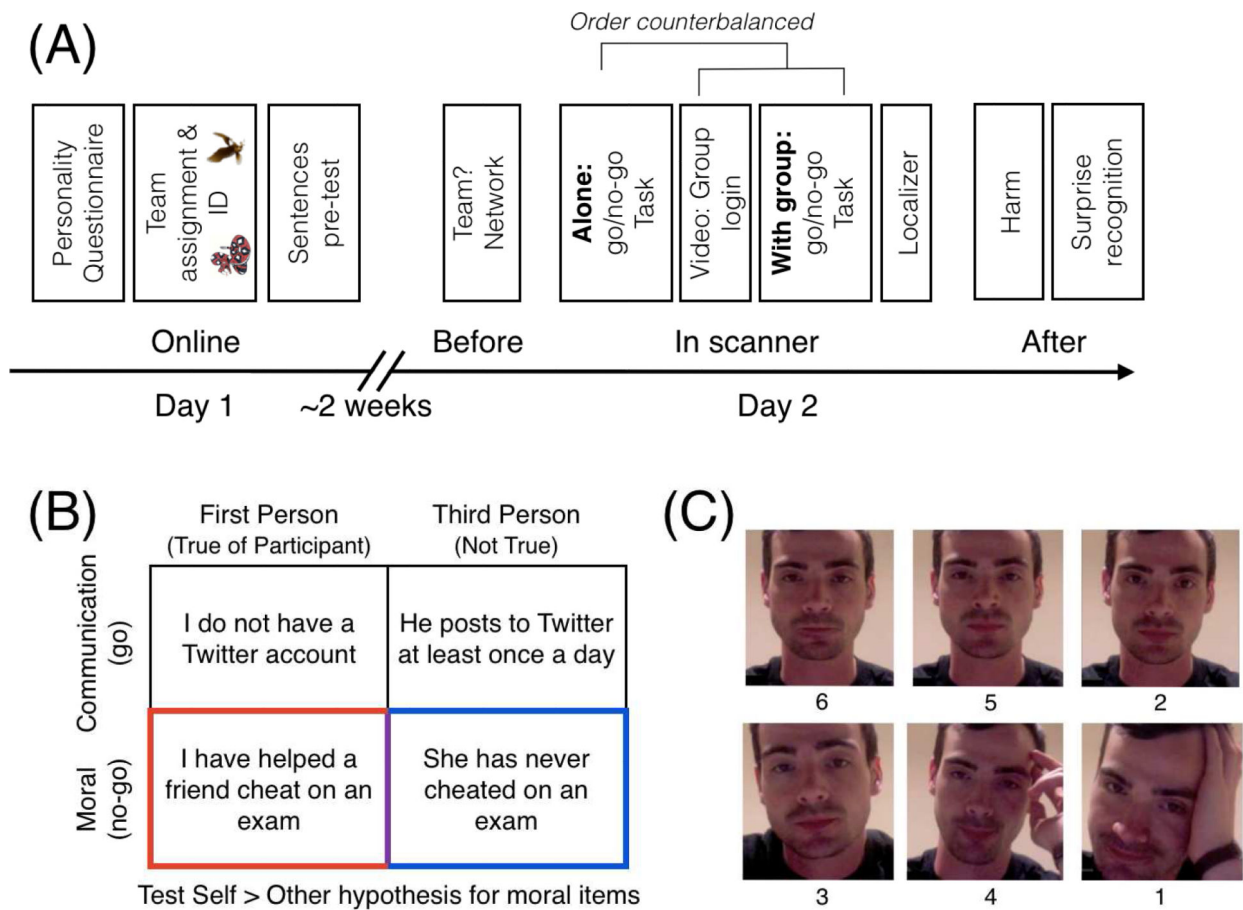 (A)
Order counterbalanced
Personality
Questionnaire
Team
assignment &
ID
Sentences
pre-test
Team?
Network
Alone:
go/no-go
Task
Video: Group
login
With group:
go/no-go
Task
Localizer
Harm
Surprise
recognition
Online
Before
In scanner
After
Day 1
~2 weeks
Day 2
(B)
First Person
(True of Participant)
Third Person
(Not True)
Communication
(go)
I do not have a
Twitter account
He posts to Twitter
at least once a day
Moral
(no-go)
I have helped a
friend cheat on an
exam
She has never
cheated on an
exam
Test Self > Other hypothesis for moral items
(C)
6
5
2
3
4
1